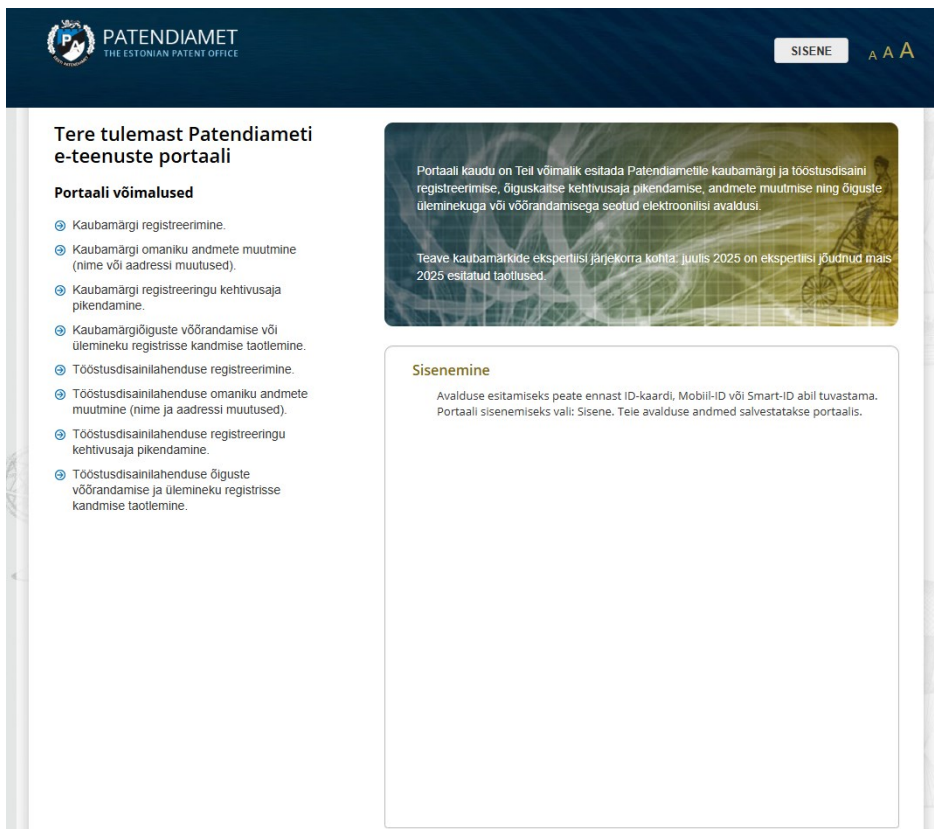 PATENDIAMET
THE ESTONIAN PATENT OFFICE
SISENE
A A A
Tere tulemast Patendiameti
e-teenuste portaali
Portaali võimalused
Kaubamärgi registreerimine.
Kaubamärgi omaniku andmete muutmine
(nime või aadressi muutused).
Kaubamärgi registreeringu kehtivusaja
pikendamine.
Kaubamärgiõiguste võõrandamise või
ülemineku registrisse kandmise taotlemine.
Tööstusdisainilahenduse registreerimine.
Tööstusdisainilahenduse omaniku andmete
muutmine (nime ja aadressi muutused).
Tööstusdisainilahenduse registreeringu
kehtivusaja pikendamine.
Tööstusdisainilahenduse õiguste
võõrandamise ja ülemineku registrisse
kandmise taotlemine.
Portaali kaudu on Teil võimalik esitada Patendiametile kaubamärgi ja tööstusdisaini
registreerimise, õiguskaitse kehtivusaja pikendamise, andmete muutmise ning õiguste
üleminekuga või võõrandamisega seotud elektroonilisi avaldusi.
Teave kaubamärkide ekspertiisi järjekorra kohta: juulis 2025 on ekspertiisi jõudnud mais
2025 esitatud taotlused.
Sisenemine
Avalduse esitamiseks peate ennast ID-kaardi, Mobiil-ID või Smart-ID abil tuvastama.
Portaali sisenemiseks vali: Sisene. Teie avalduse andmed salvestatakse portaalis.